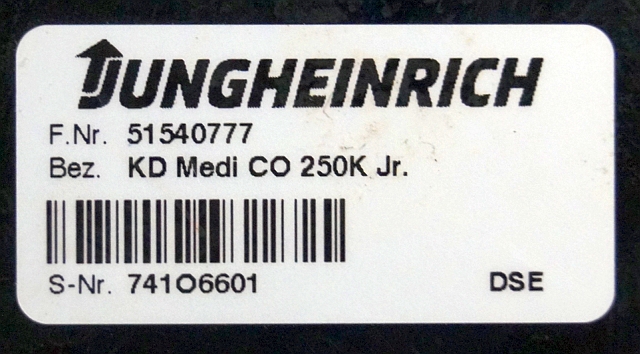 JUNGHEINRICH
F.Nr. 51540777
Bez. KD Medi CO 250K Jr.
S-Nr. 741O6601 DSE